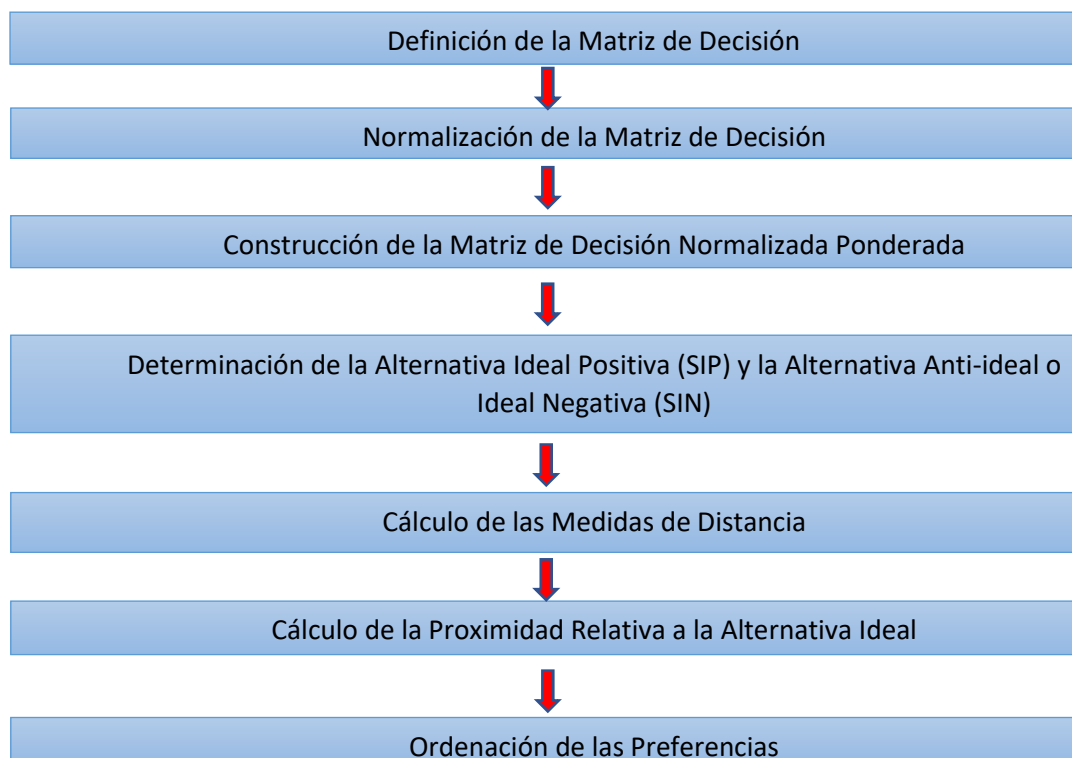 Definición de la Matriz de Decisión
Normalización de la Matriz de Decisión
Construcción de la Matriz de Decisión Normalizada Ponderada
Determinación de la Alternativa Ideal Positiva (SIP) y la Alternativa Anti-ideal o
Ideal Negativa (SIN)
Cálculo de las Medidas de Distancia
Cálculo de la Proximidad Relativa a la Alternativa Ideal
Ordenación de las Preferencias